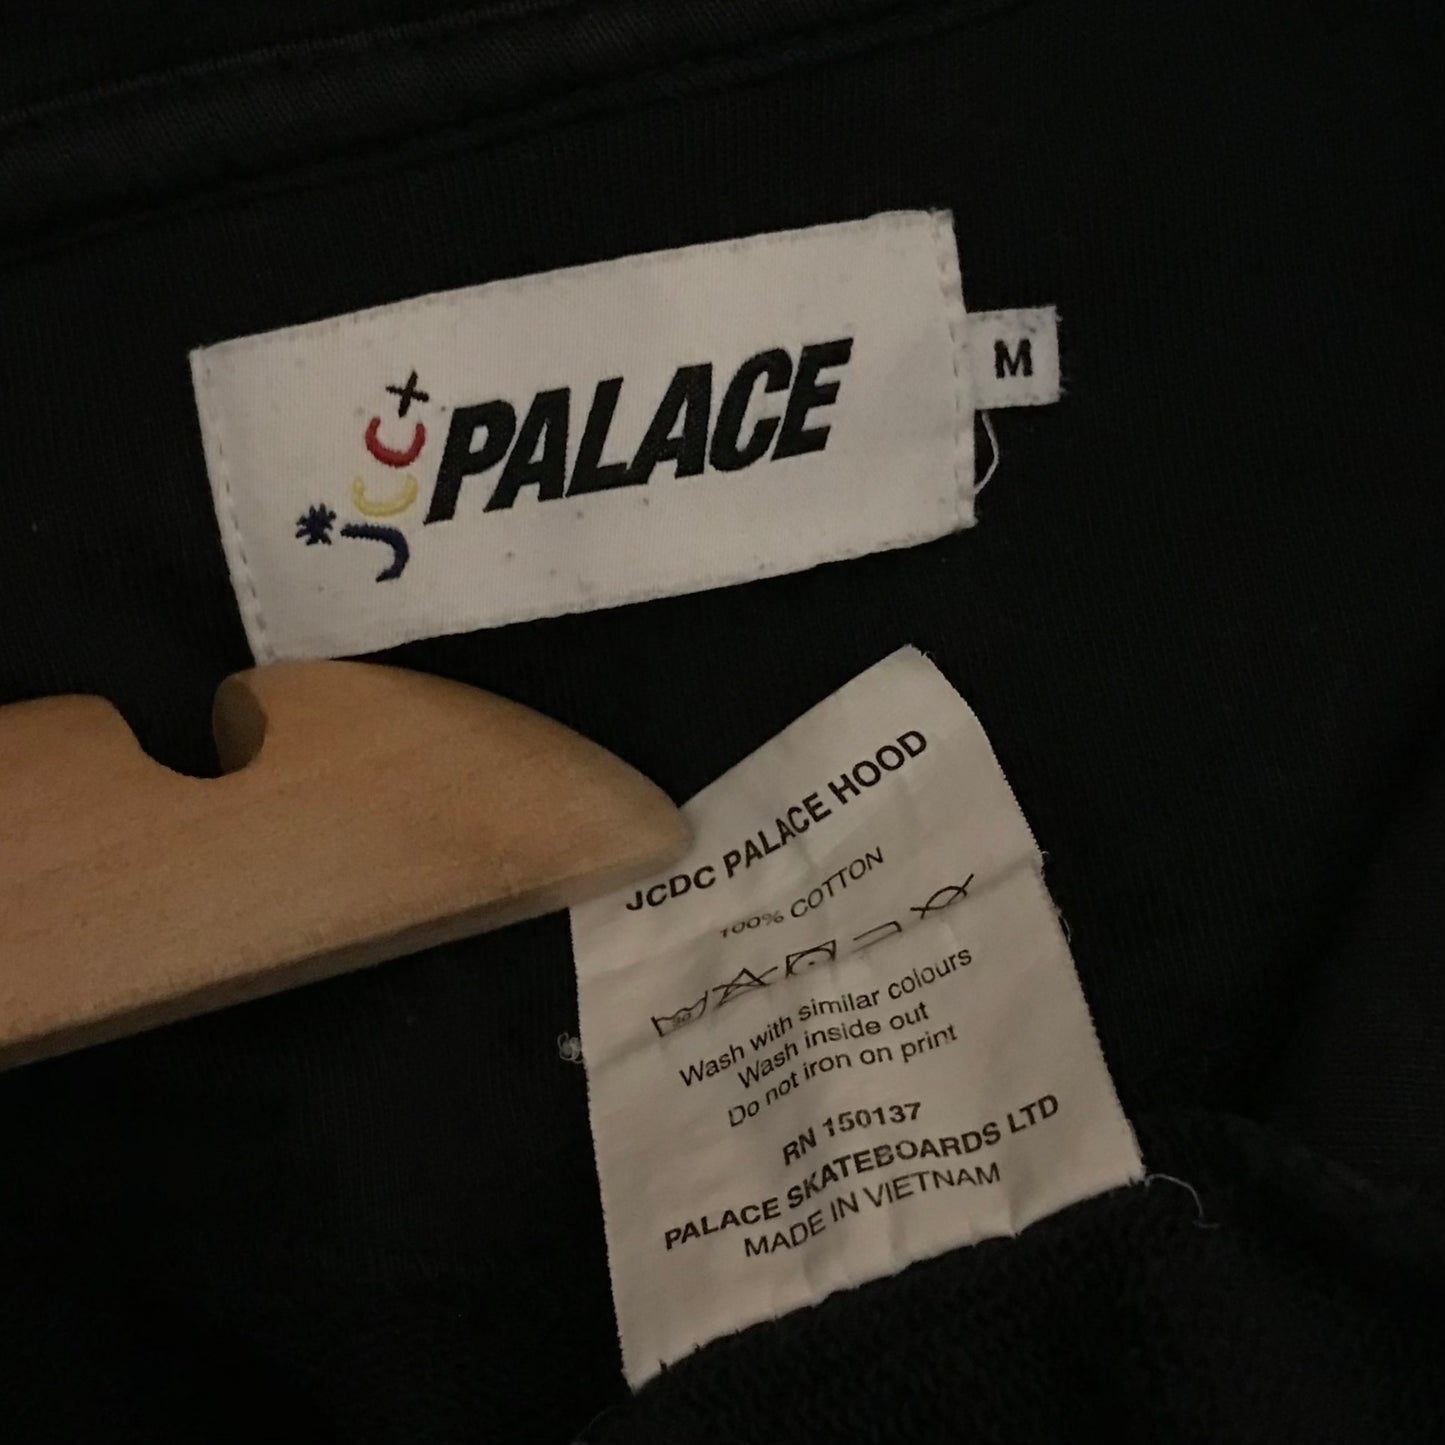 *JCC×
PALACE
M
JCDC PALACE HOOD
100% COTTON
30
Wash with similar colours
Wash inside out
Do not iron on print
RN 150137
PALACE SKATEBOARDS LTD
MADE IN VIETNAM